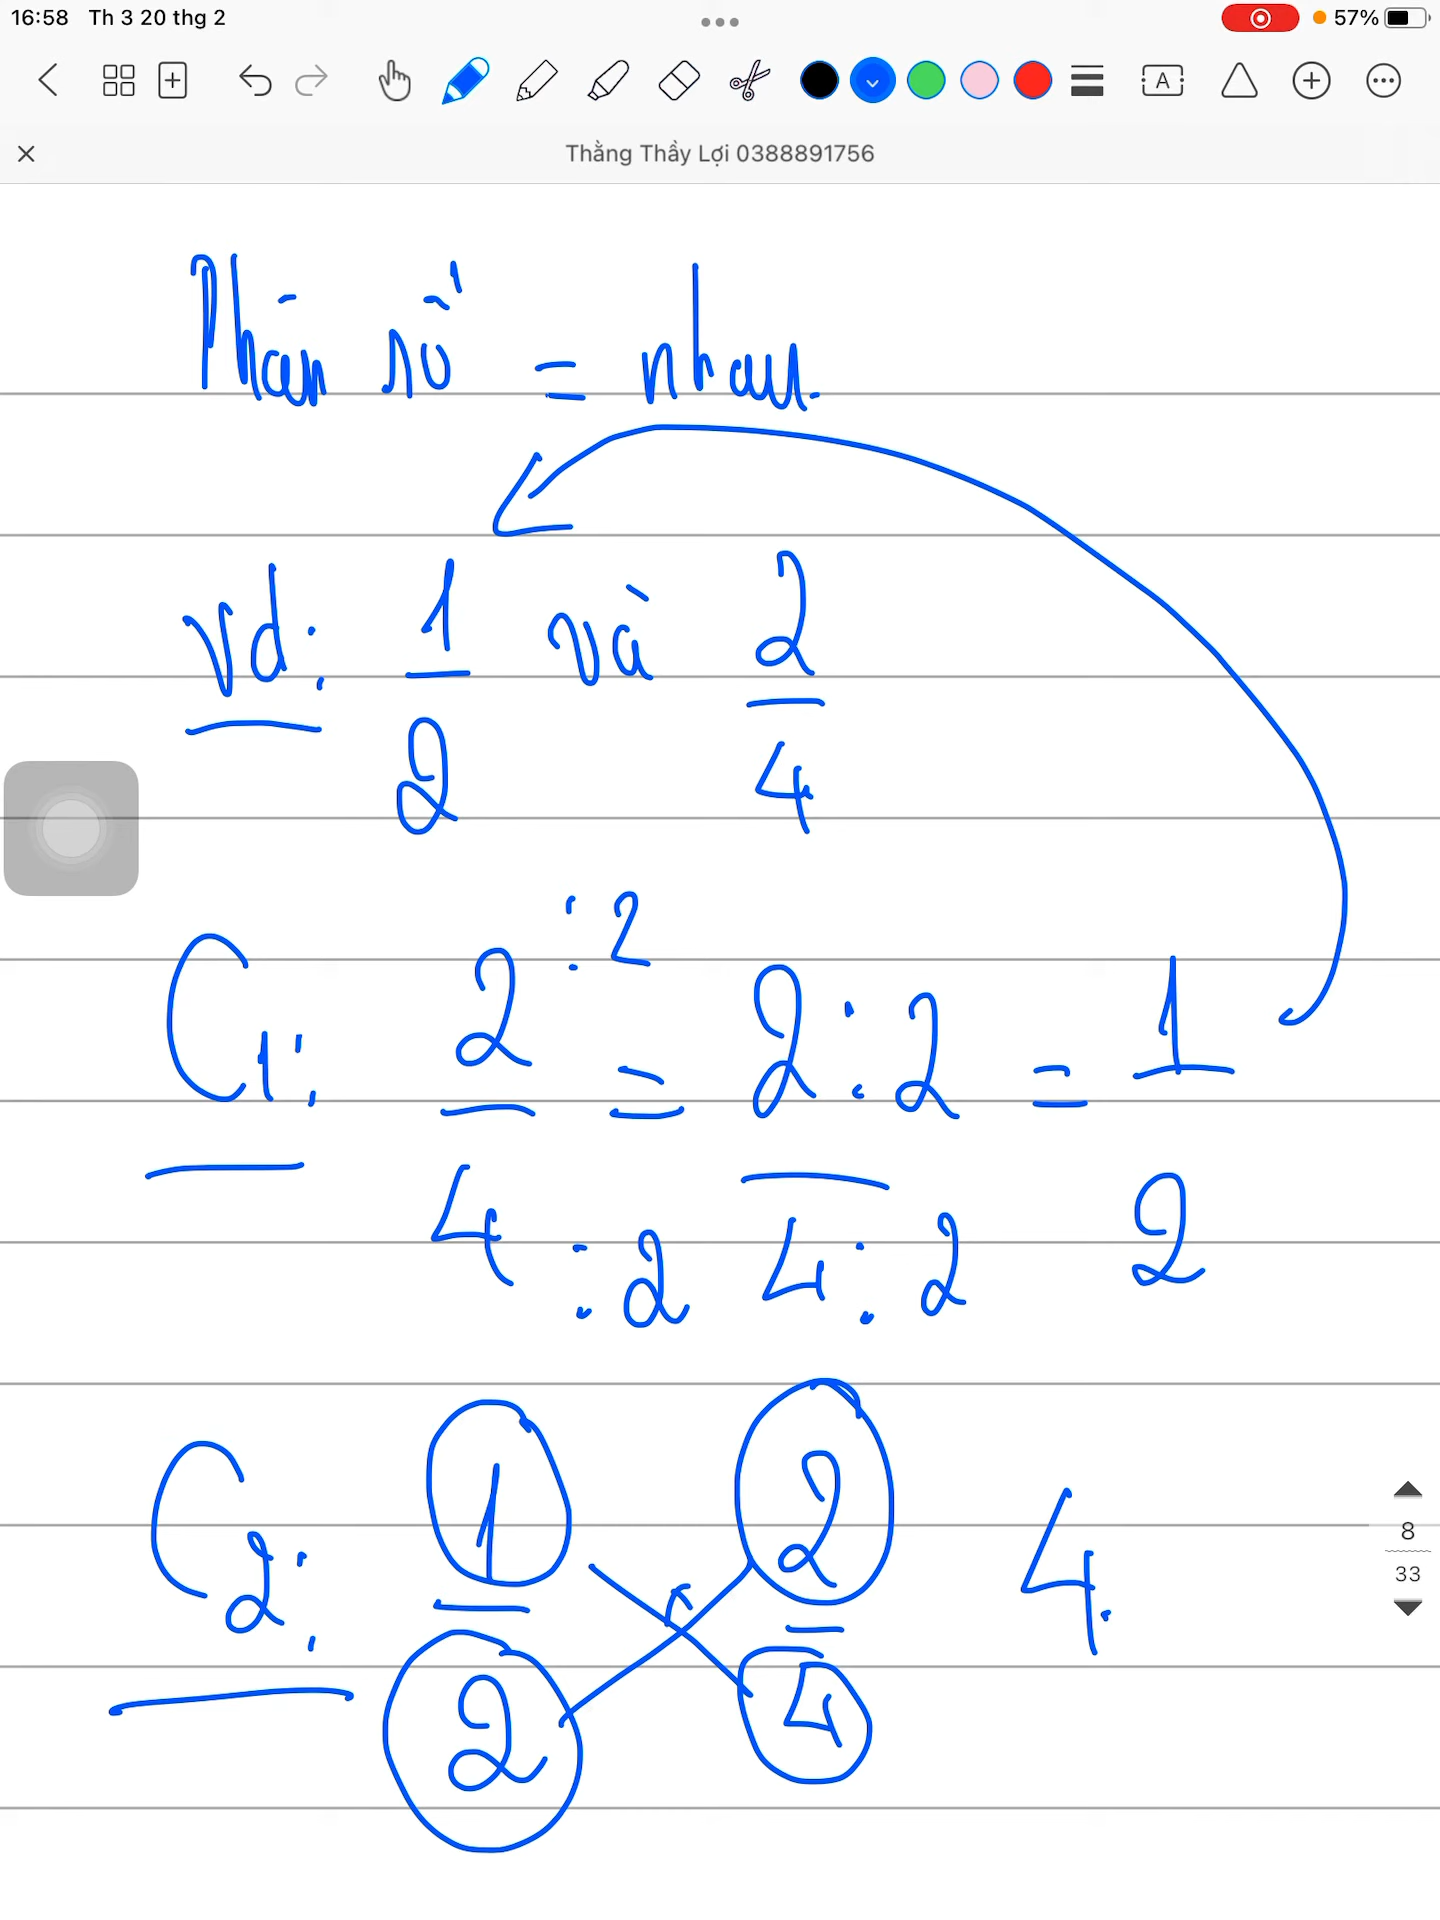 16:58 Th 3 20 thg 2 57%
A
Thằng Thầy Lợi 0388891756
Phân số = nhau.
Vd: 1/2 và 2/4
C1: 2 : 2 / 4 : 2 = 2 : 2 / 4 : 2 = 1/2
C2: 1/2 2/4 4.
8
33